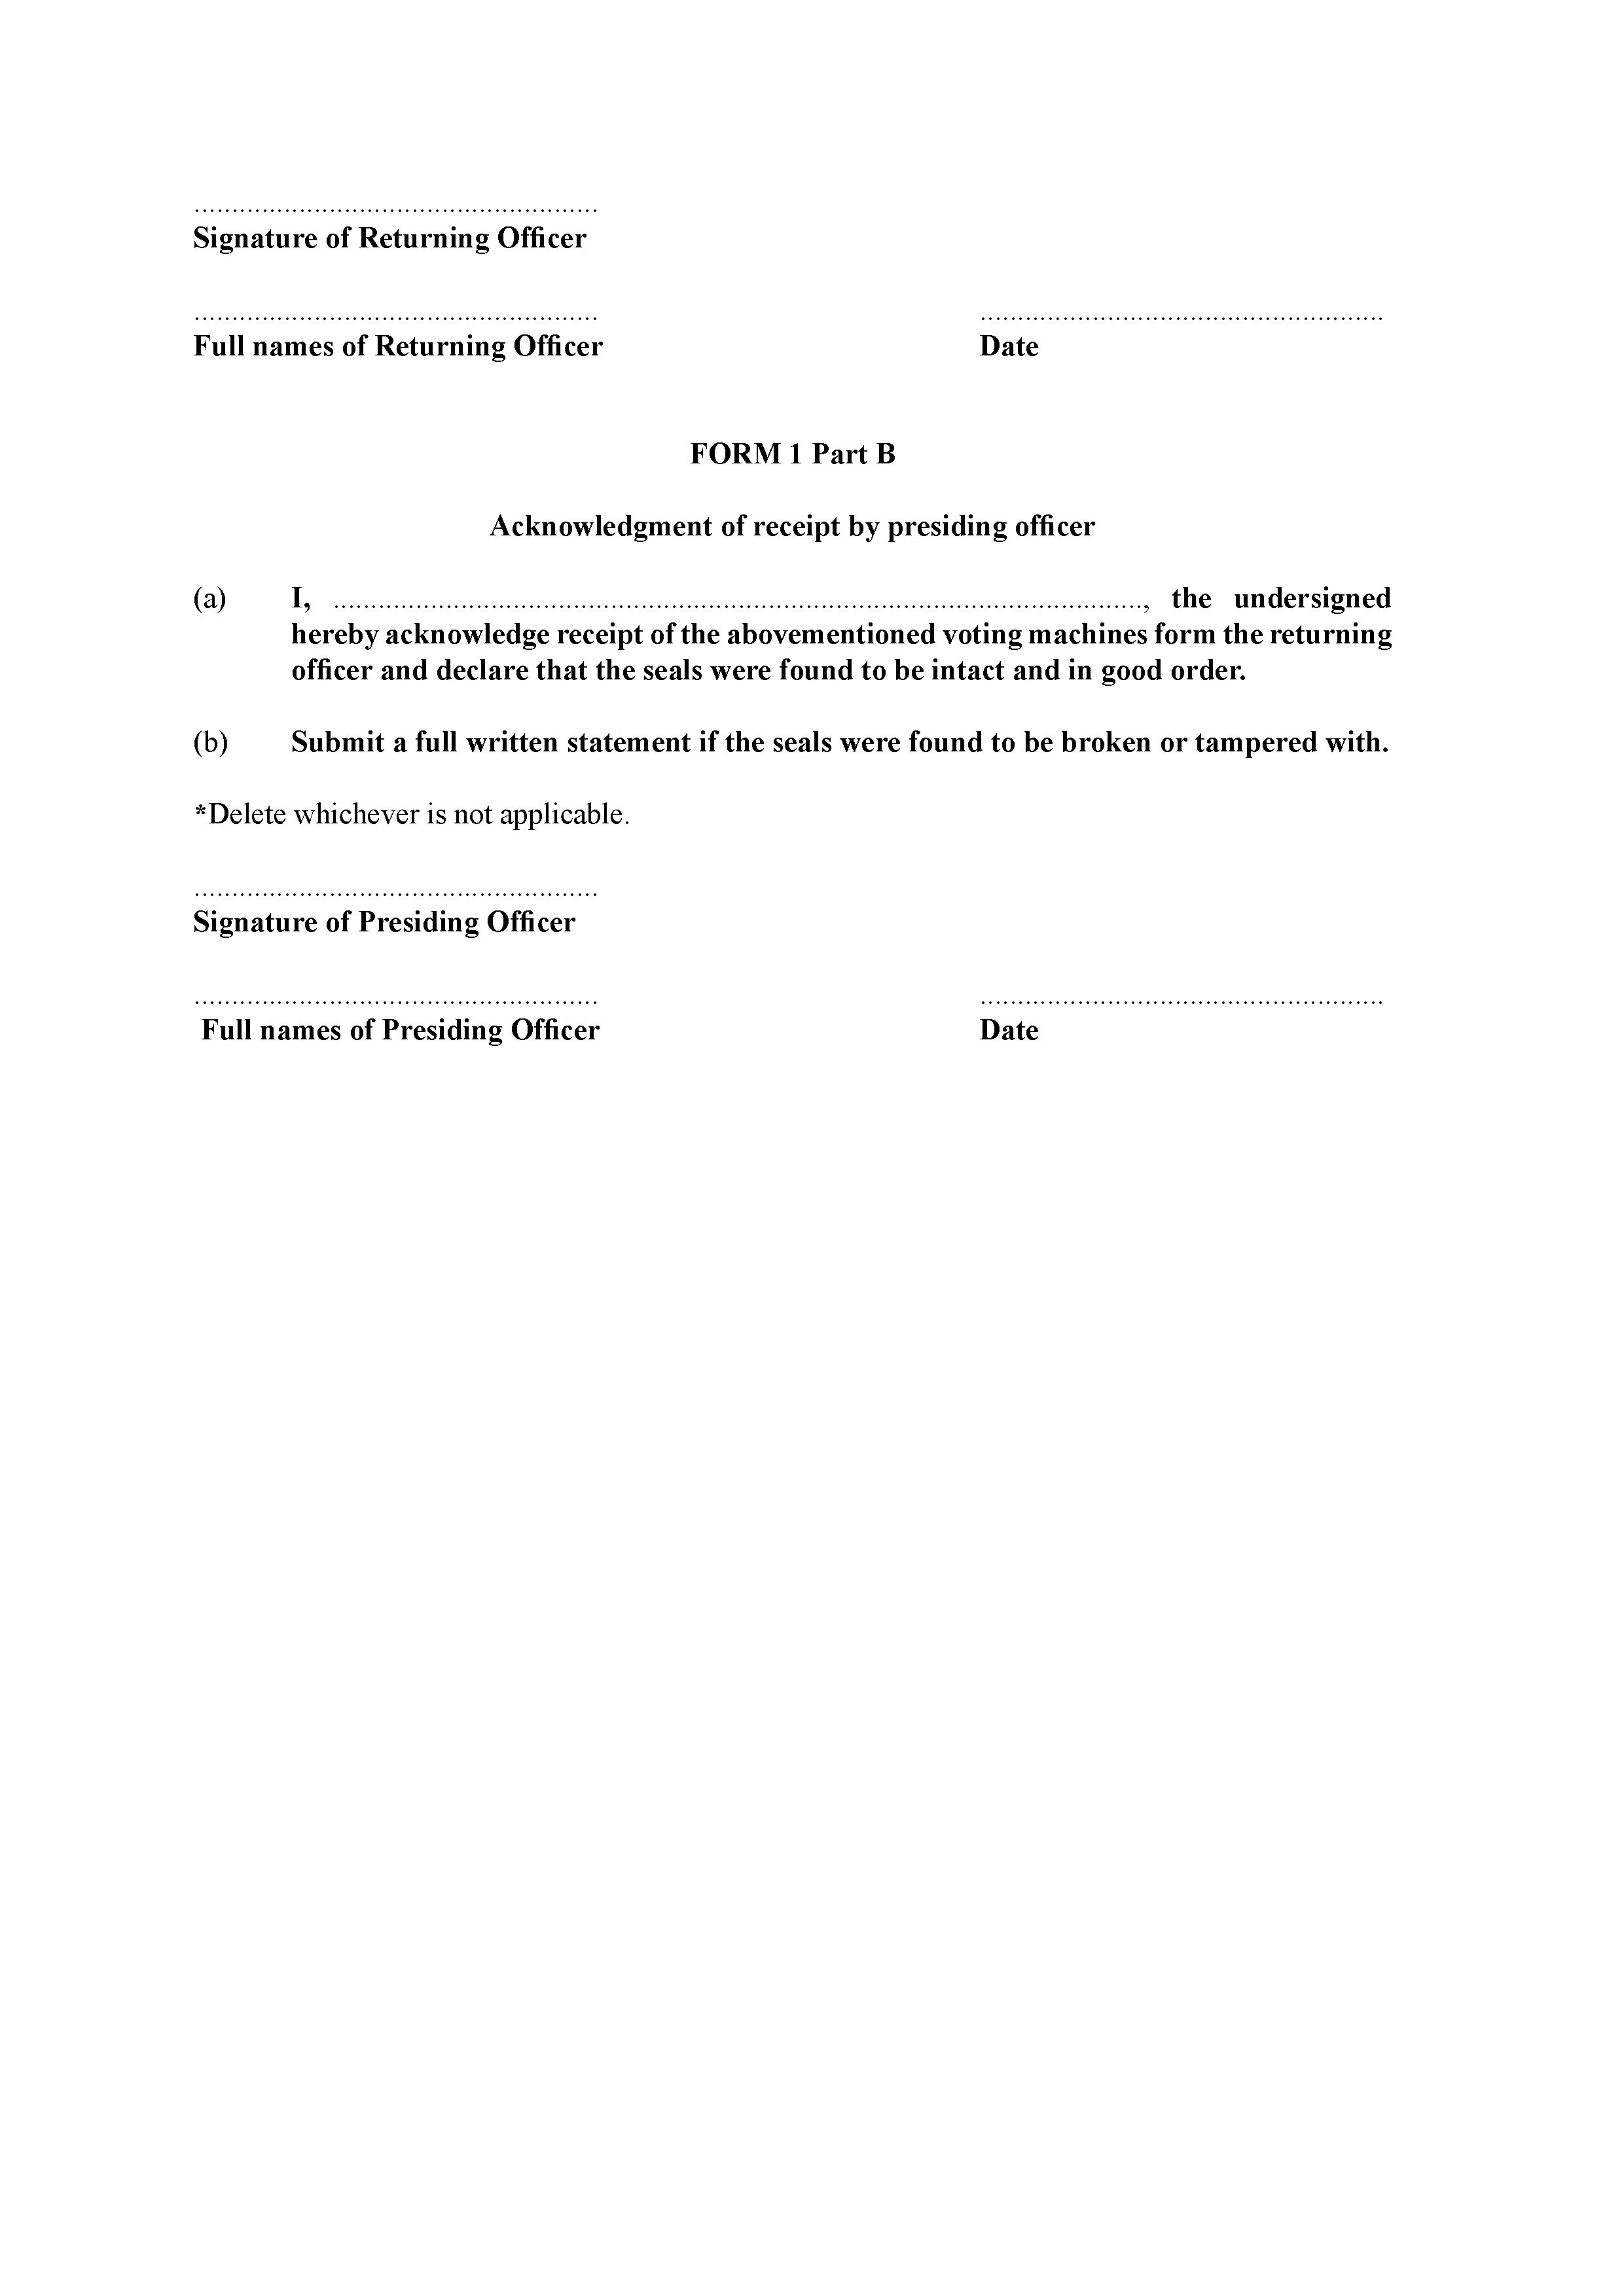 ......................................................
Signature of Returning Officer
......................................................	......................................................
Full names of Returning Officer	Date
FORM 1 Part B
Acknowledgment of receipt by presiding officer
(a)	I, ............................................................................................................, the undersigned
hereby acknowledge receipt of the abovementioned voting machines form the returning
officer and declare that the seals were found to be intact and in good order.
(b)	Submit a full written statement if the seals were found to be broken or tampered with.
*Delete whichever is not applicable.
......................................................
Signature of Presiding Officer
......................................................	......................................................
Full names of Presiding Officer	Date